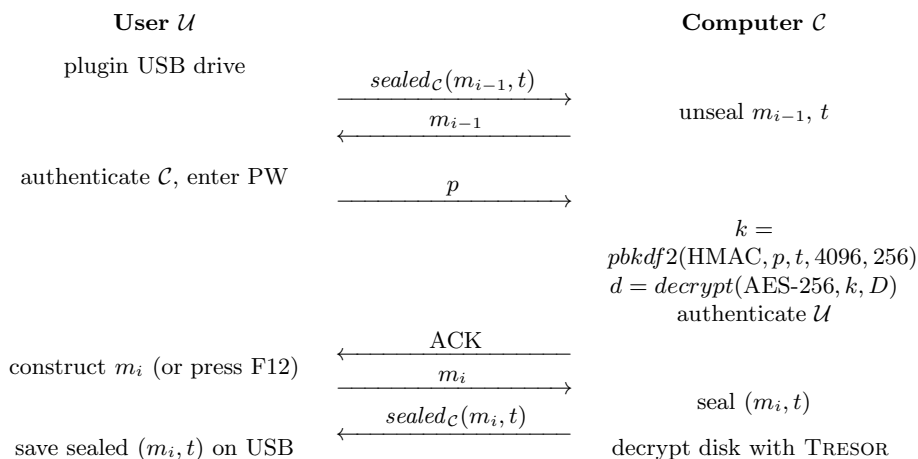 User 𝒰 Computer 𝒞
plugin USB drive
sealed_𝒞(m_{i−1}, t)
unseal m_{i−1}, t
m_{i−1}
authenticate 𝒞, enter PW
p
k =
pbkdf2(HMAC, p, t, 4096, 256)
d = decrypt(AES-256, k, D)
authenticate 𝒰
ACK
construct m_i (or press F12)
m_i
seal (m_i, t)
sealed_𝒞(m_i, t)
save sealed (m_i, t) on USB decrypt disk with TRESOR